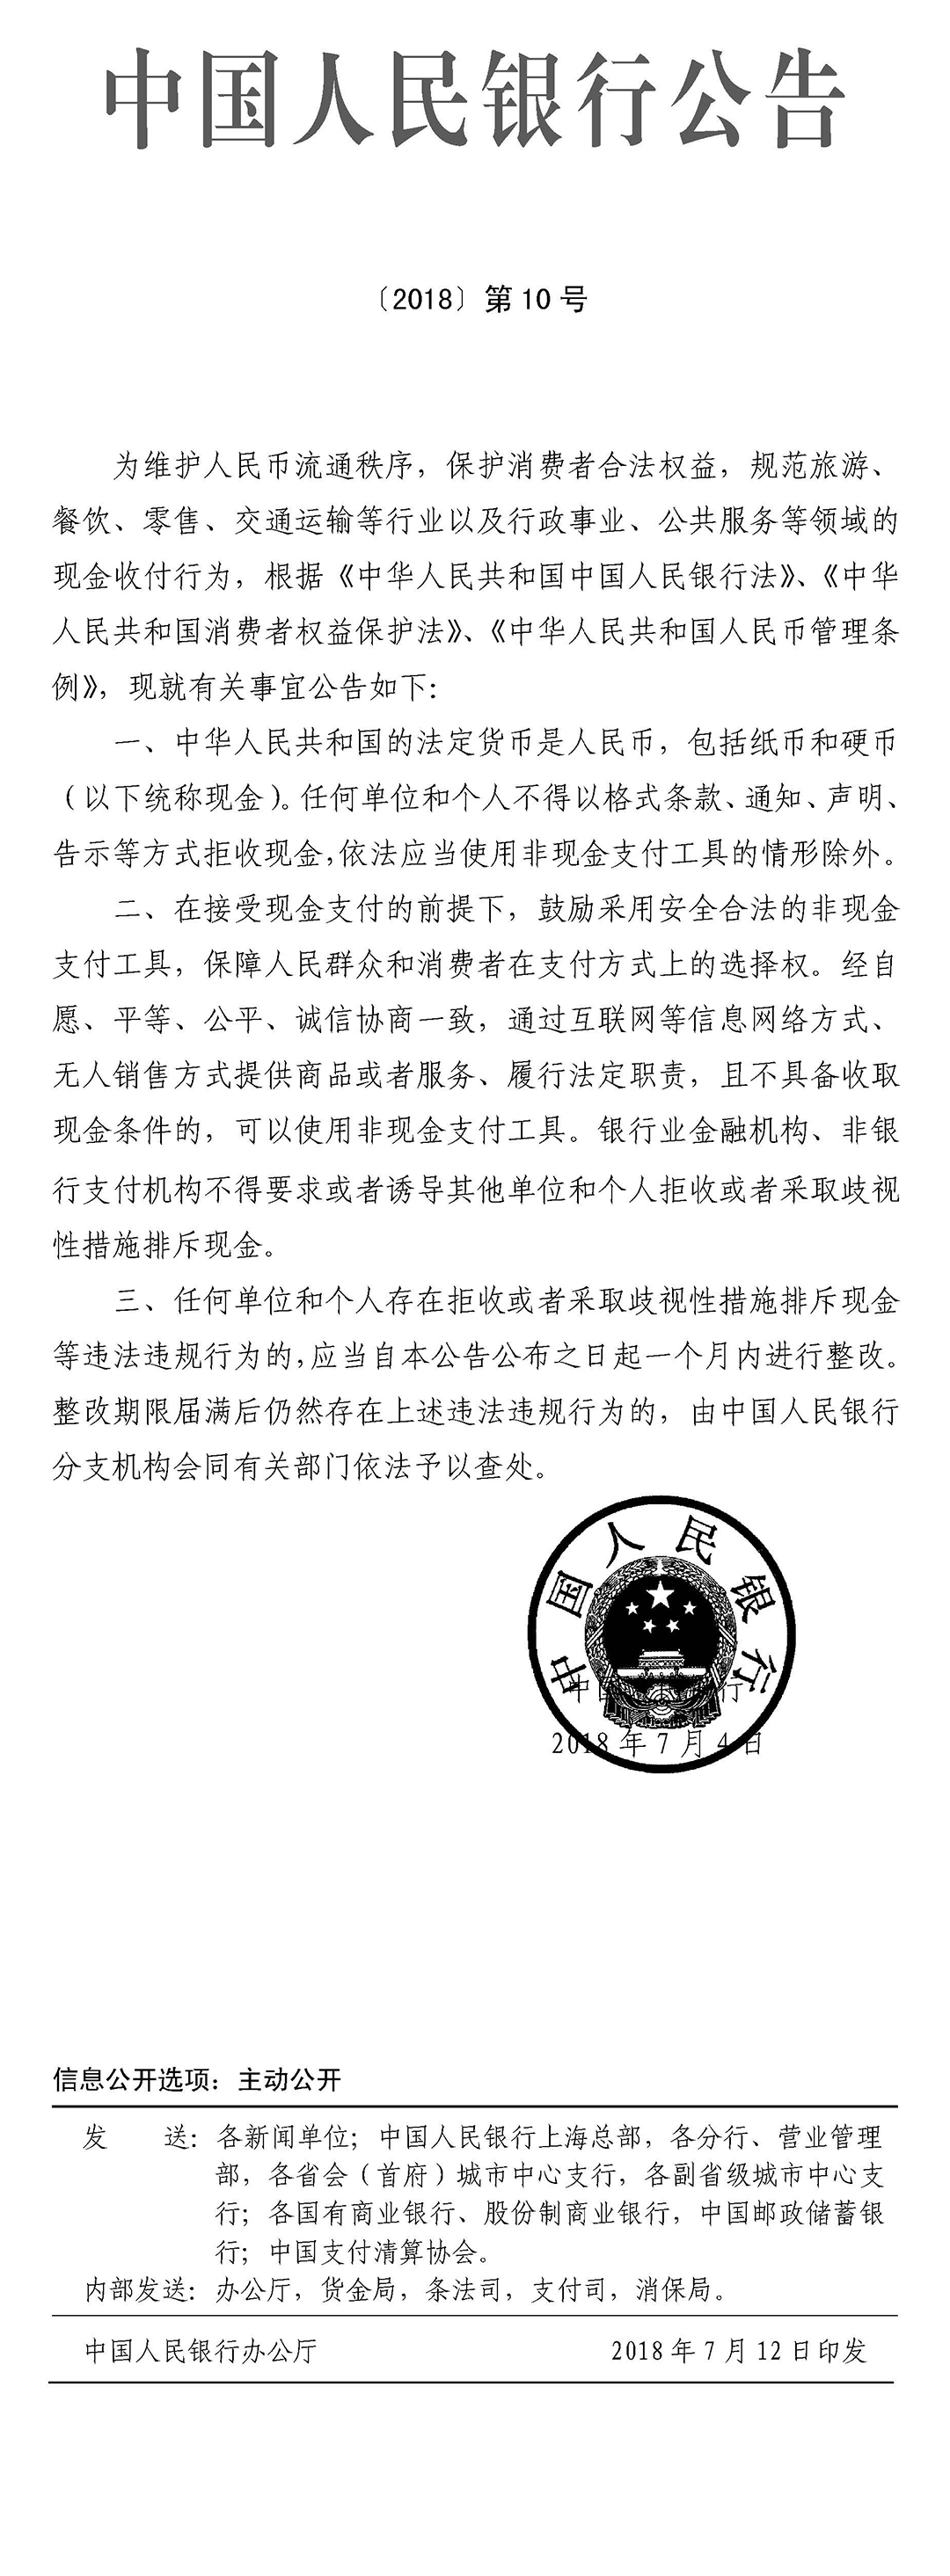 中国人民银行公告
〔2018〕第 10 号
为维护人民币流通秩序，保护消费者合法权益，规范旅游、
餐饮、零售、交通运输等行业以及行政事业、公共服务等领域的
现金收付行为，根据《中华人民共和国中国人民银行法》、《中华
人民共和国消费者权益保护法》、《中华人民共和国人民币管理条
例》，现就有关事宜公告如下：
一、中华人民共和国的法定货币是人民币，包括纸币和硬币
（以下统称现金）。任何单位和个人不得以格式条款、通知、声明、
告示等方式拒收现金，依法应当使用非现金支付工具的情形除外。
二、在接受现金支付的前提下，鼓励采用安全合法的非现金
支付工具，保障人民群众和消费者在支付方式上的选择权。经自
愿、平等、公平、诚信协商一致，通过互联网等信息网络方式、
无人销售方式提供商品或者服务、履行法定职责，且不具备收取
现金条件的，可以使用非现金支付工具。银行业金融机构、非银
行支付机构不得要求或者诱导其他单位和个人拒收或者采取歧视
性措施排斥现金。
三、任何单位和个人存在拒收或者采取歧视性措施排斥现金
等违法违规行为的，应当自本公告公布之日起一个月内进行整改。
整改期限届满后仍然存在上述违法违规行为的，由中国人民银行
分支机构会同有关部门依法予以查处。
中国人民银行
中国人民银行
2018 年 7 月 4 日
信息公开选项：主动公开
发 送：各新闻单位；中国人民银行上海总部，各分行、营业管理
部，各省会（首府）城市中心支行，各副省级城市中心支
行；各国有商业银行、股份制商业银行，中国邮政储蓄银
行；中国支付清算协会。
内部发送：办公厅，货金局，条法司，支付司，消保局。
中国人民银行办公厅 2018 年 7 月 12 日印发